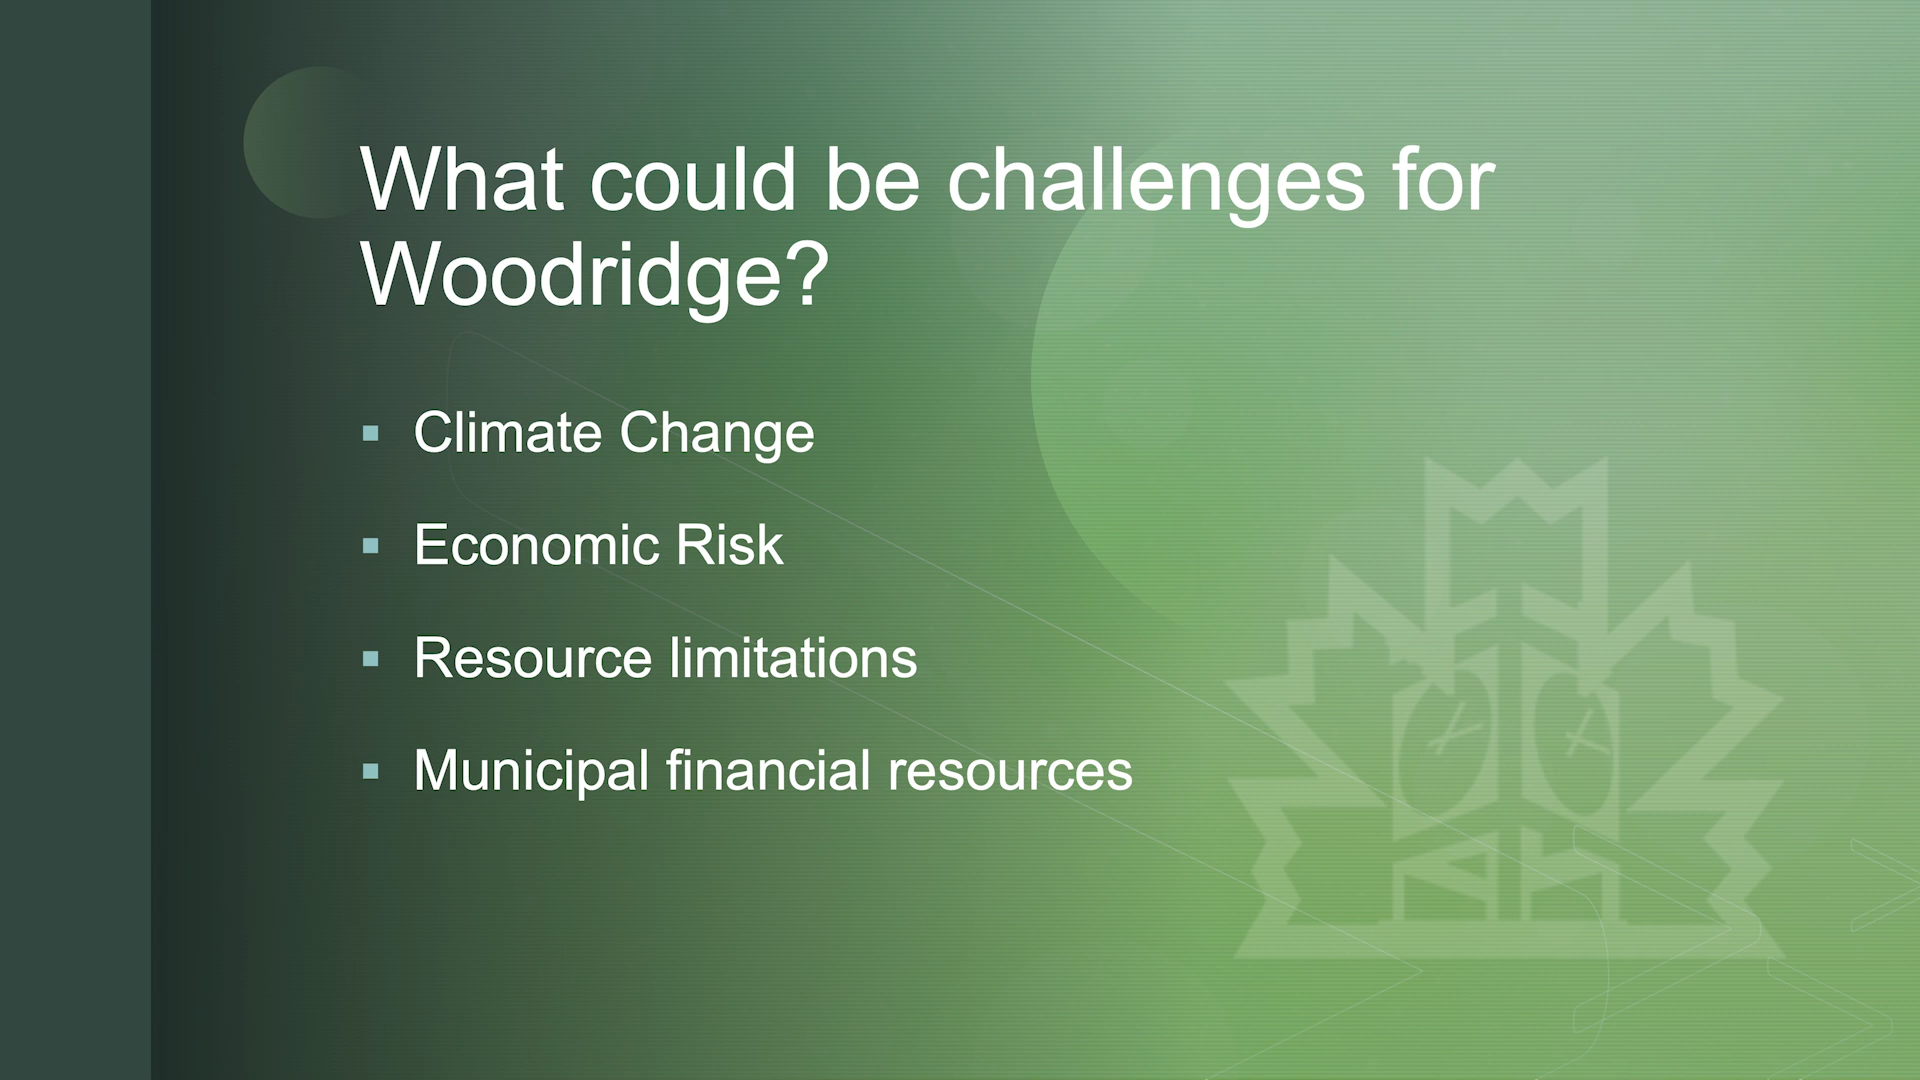 What could be challenges for
Woodridge?
Climate Change
Economic Risk
Resource limitations
Municipal financial resources